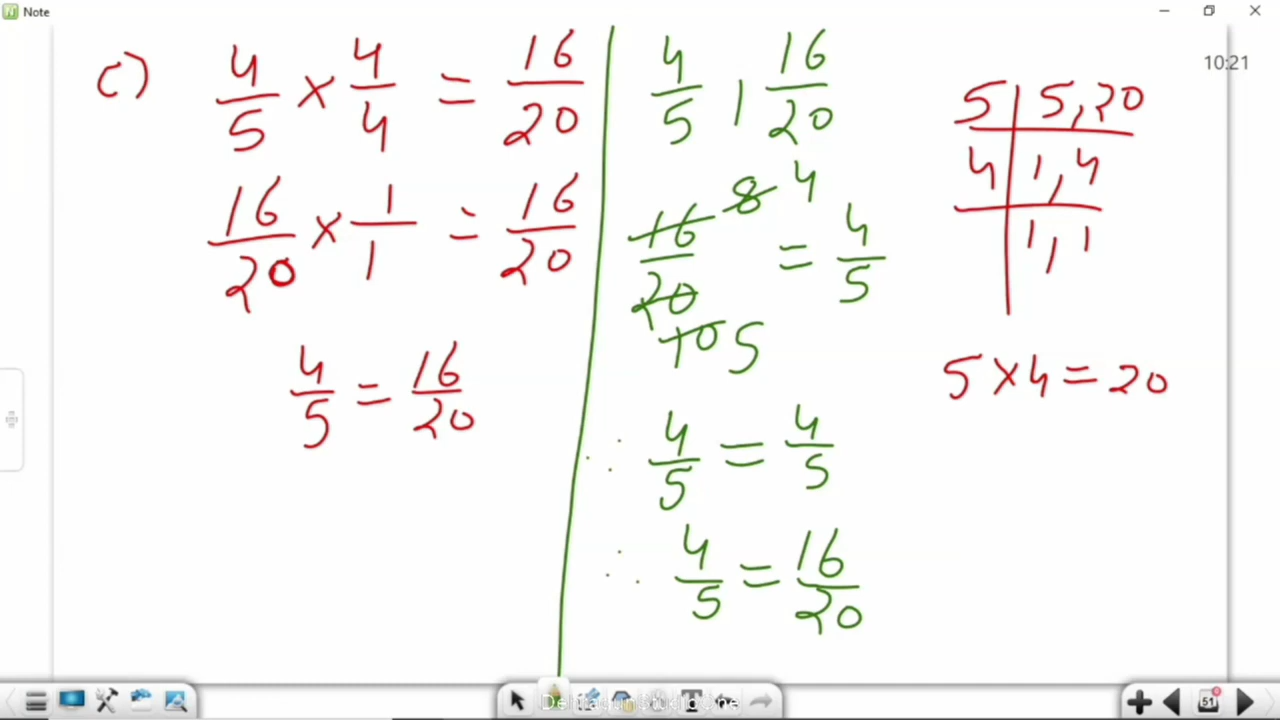 Note
10:21
C) 4/5 × 4/4 = 16/20
16/20 × 1/1 = 16/20
4/5 = 16/20
4/5 , 16/20
16/20 8 4 10 5 = 4/5
∴ 4/5 = 4/5
∴ 4/5 = 16/20
5 | 5, 20
4 | 1, 4
1, 1
5 × 4 = 20
51